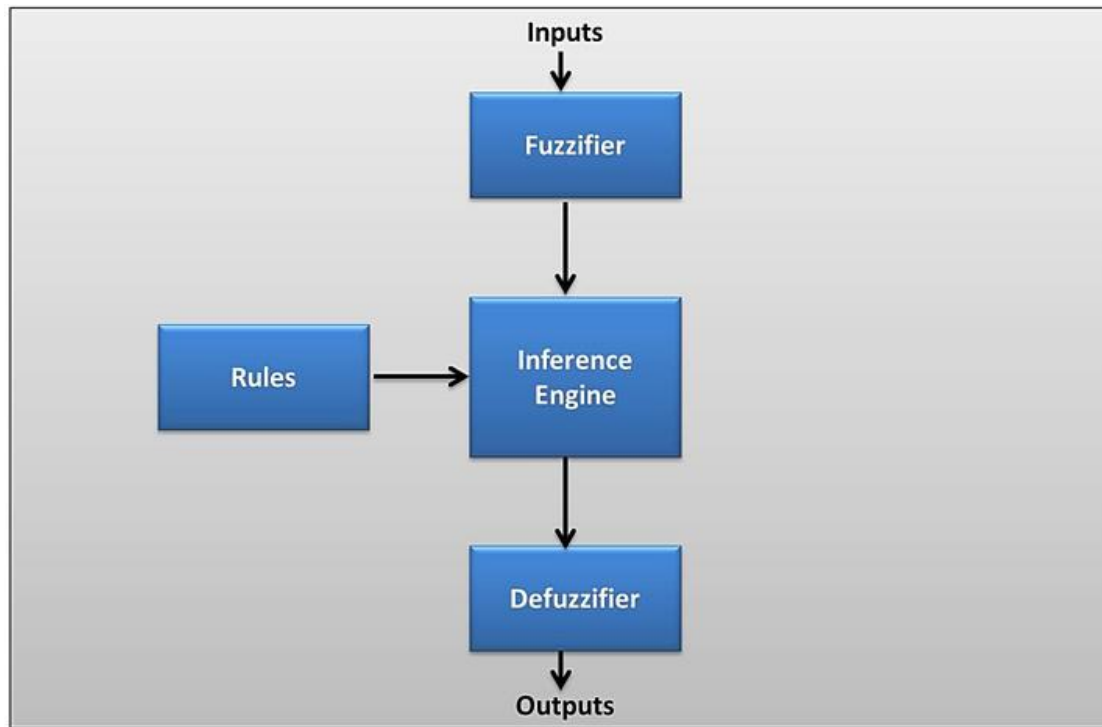 Inputs
Fuzzifier
Rules
Inference
Engine
Defuzzifier
Outputs